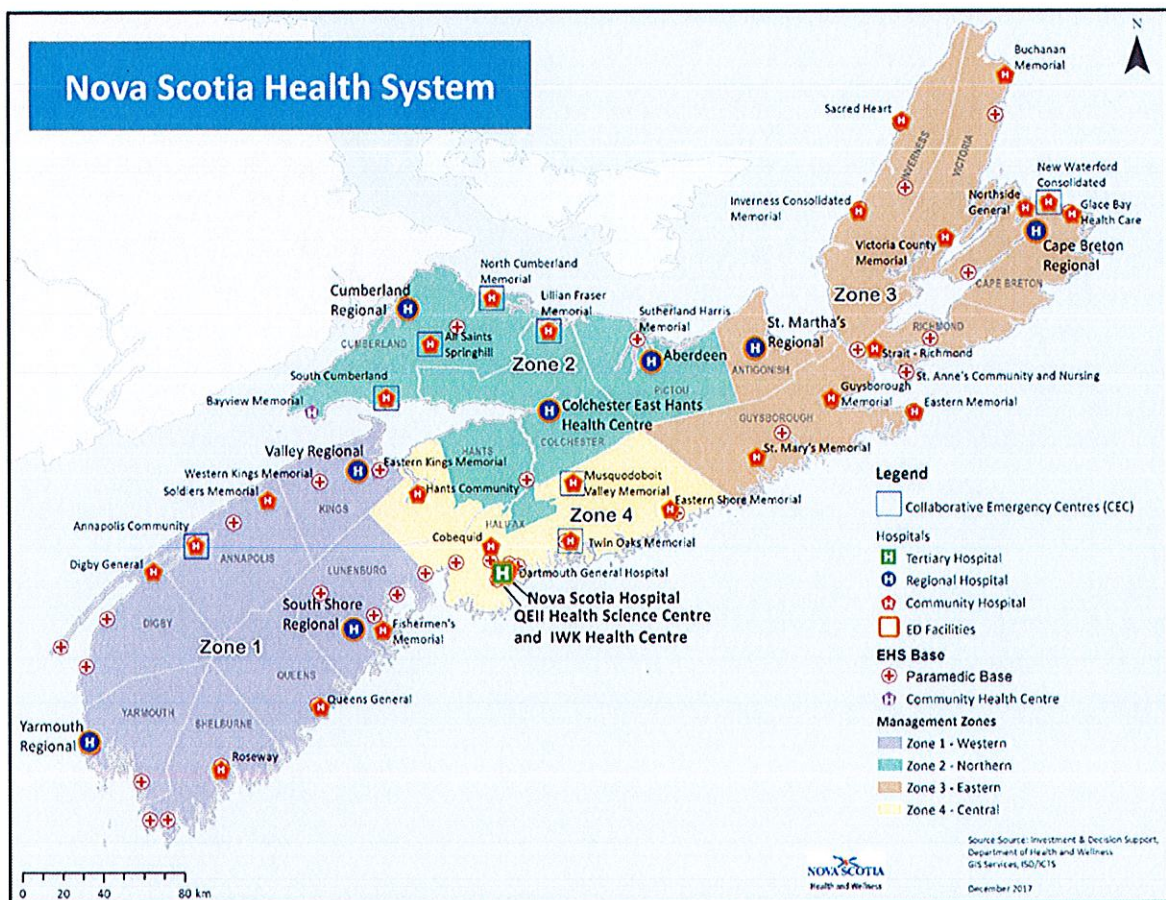 Nova Scotia Health System
N
Buchanan
Memorial
Sacred Heart
INVERNESS
VICTORIA
New Waterford
Consolidated
Northside
General
Glace Bay
Health Care
Inverness Consolidated
Memorial
Victoria County
Memorial
Cape Breton
Regional
North Cumberland
Memorial
Cumberland
Regional
Lillian Fraser
Memorial
Zone 3
CAPE BRETON
Sutherland Harris
Memorial
St. Martha's
Regional
RICHMOND
CUMBERLAND
All Saints
Springhill
Zone 2
Aberdeen
Strait - Richmond
South Cumberland
PICTOU
ANTIGONISH
St. Anne's Community and Nursing
Bayview Memorial
Colchester East Hants
Health Centre
Guysborough
Memorial
Eastern Memorial
GUYSBOROUGH
COLCHESTER
HANTS
Valley Regional
Eastern Kings Memorial
St. Mary's Memorial
Western Kings Memorial
Soldiers Memorial
Musquodoboit
Valley Memorial
Hants Community
KINGS
Eastern Shore Memorial
Annapolis Community
HALIFAX
Zone 4
Cobequid
Twin Oaks Memorial
ANNAPOLIS
Digby General
LUNENBURG
Dartmouth General Hospital
Nova Scotia Hospital
QEII Health Science Centre
and IWK Health Centre
South Shore
Regional
DIGBY
Fishermen's
Memorial
Zone 1
QUEENS
Queens General
YARMOUTH
SHELBURNE
Yarmouth
Regional
Roseway
Legend
Collaborative Emergency Centres (CEC)
Hospitals
Tertiary Hospital
Regional Hospital
Community Hospital
ED Facilities
EHS Base
Paramedic Base
Community Health Centre
Management Zones
Zone 1 - Western
Zone 2 - Northern
Zone 3 - Eastern
Zone 4 - Central
Source Source: Investment & Decision Support,
Department of Health and Wellness
GIS Services, ISD/ICTS
December 2017
NOVA SCOTIA
Health and Wellness
0 20 40 80 km